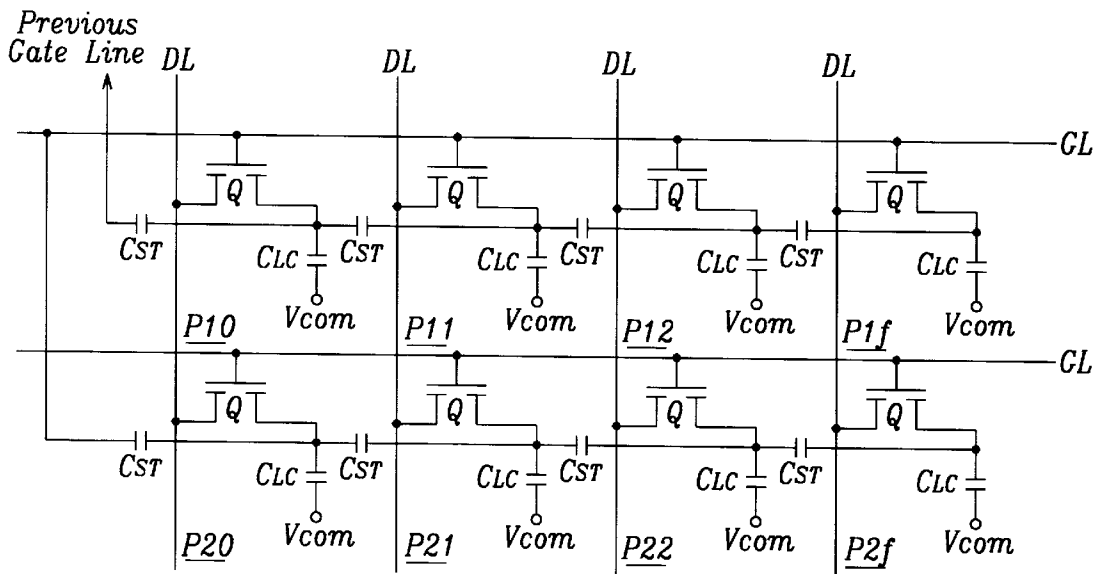 Previous
Gate Line
DL DL DL DL
GL
Q Q Q Q
CST CST CST CST
CLC CLC CLC CLC
Vcom Vcom Vcom
P10 P11 P12 P1f
Vcom
GL
Q Q Q Q
CST CST CST CST
CLC CLC CLC CLC
Vcom Vcom Vcom Vcom
P20 P21 P22 P2f